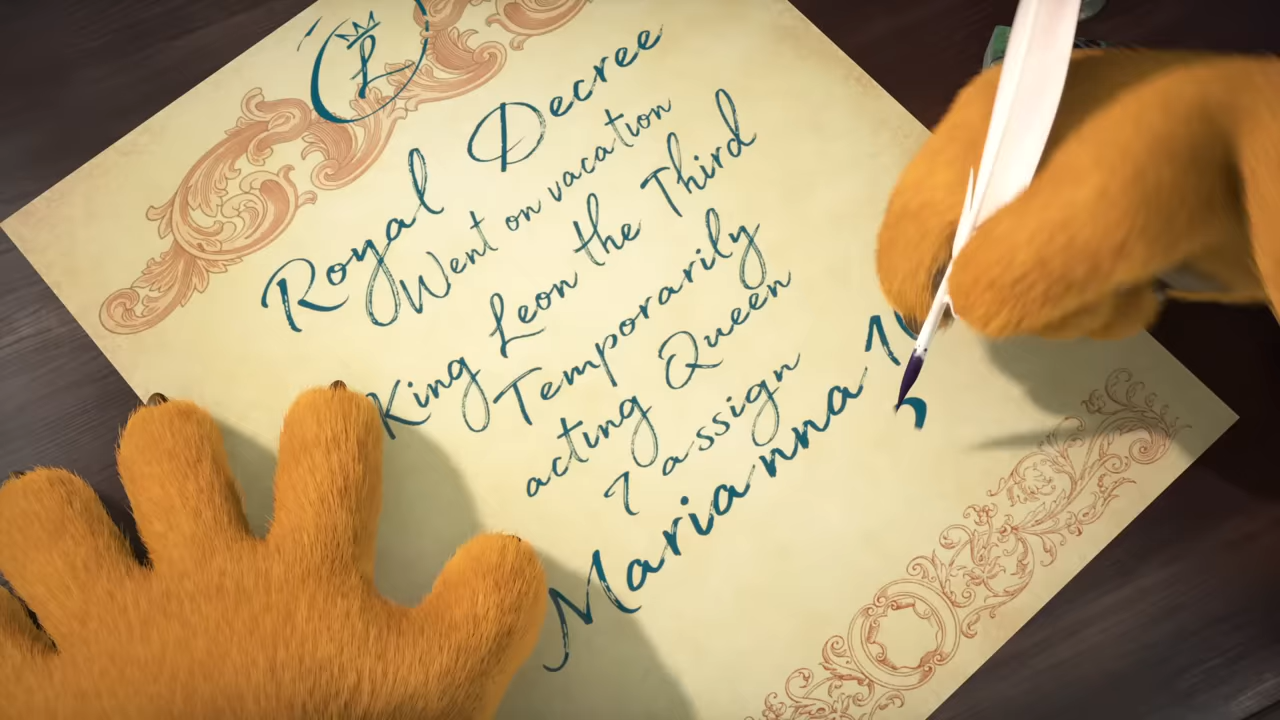 L
Royal Decree
Went on vacation
King Leon the Third
Temporarily
acting Queen
I assign
Marianna